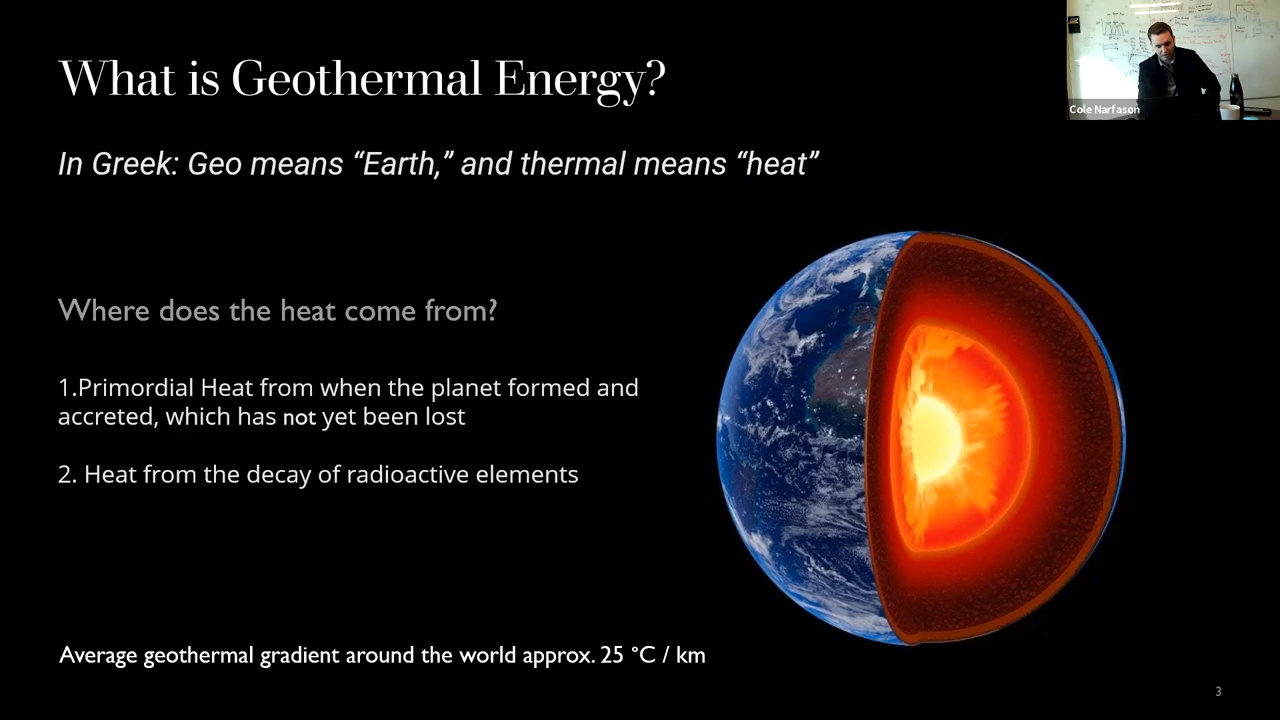 What is Geothermal Energy?
Cole Narfason
In Greek: Geo means “Earth,” and thermal means “heat”
Where does the heat come from?
1.Primordial Heat from when the planet formed and
accreted, which has not yet been lost
2. Heat from the decay of radioactive elements
Average geothermal gradient around the world approx. 25 °C / km
3